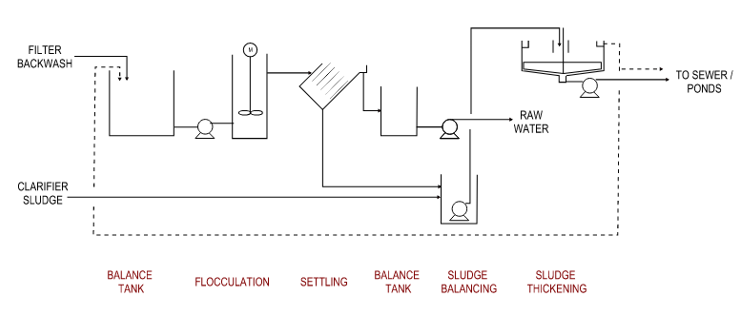 FILTER
BACKWASH
M
TO SEWER /
PONDS
RAW
WATER
CLARIFIER
SLUDGE
BALANCE
TANK
FLOCCULATION
SETTLING
BALANCE
TANK
SLUDGE
BALANCING
SLUDGE
THICKENING